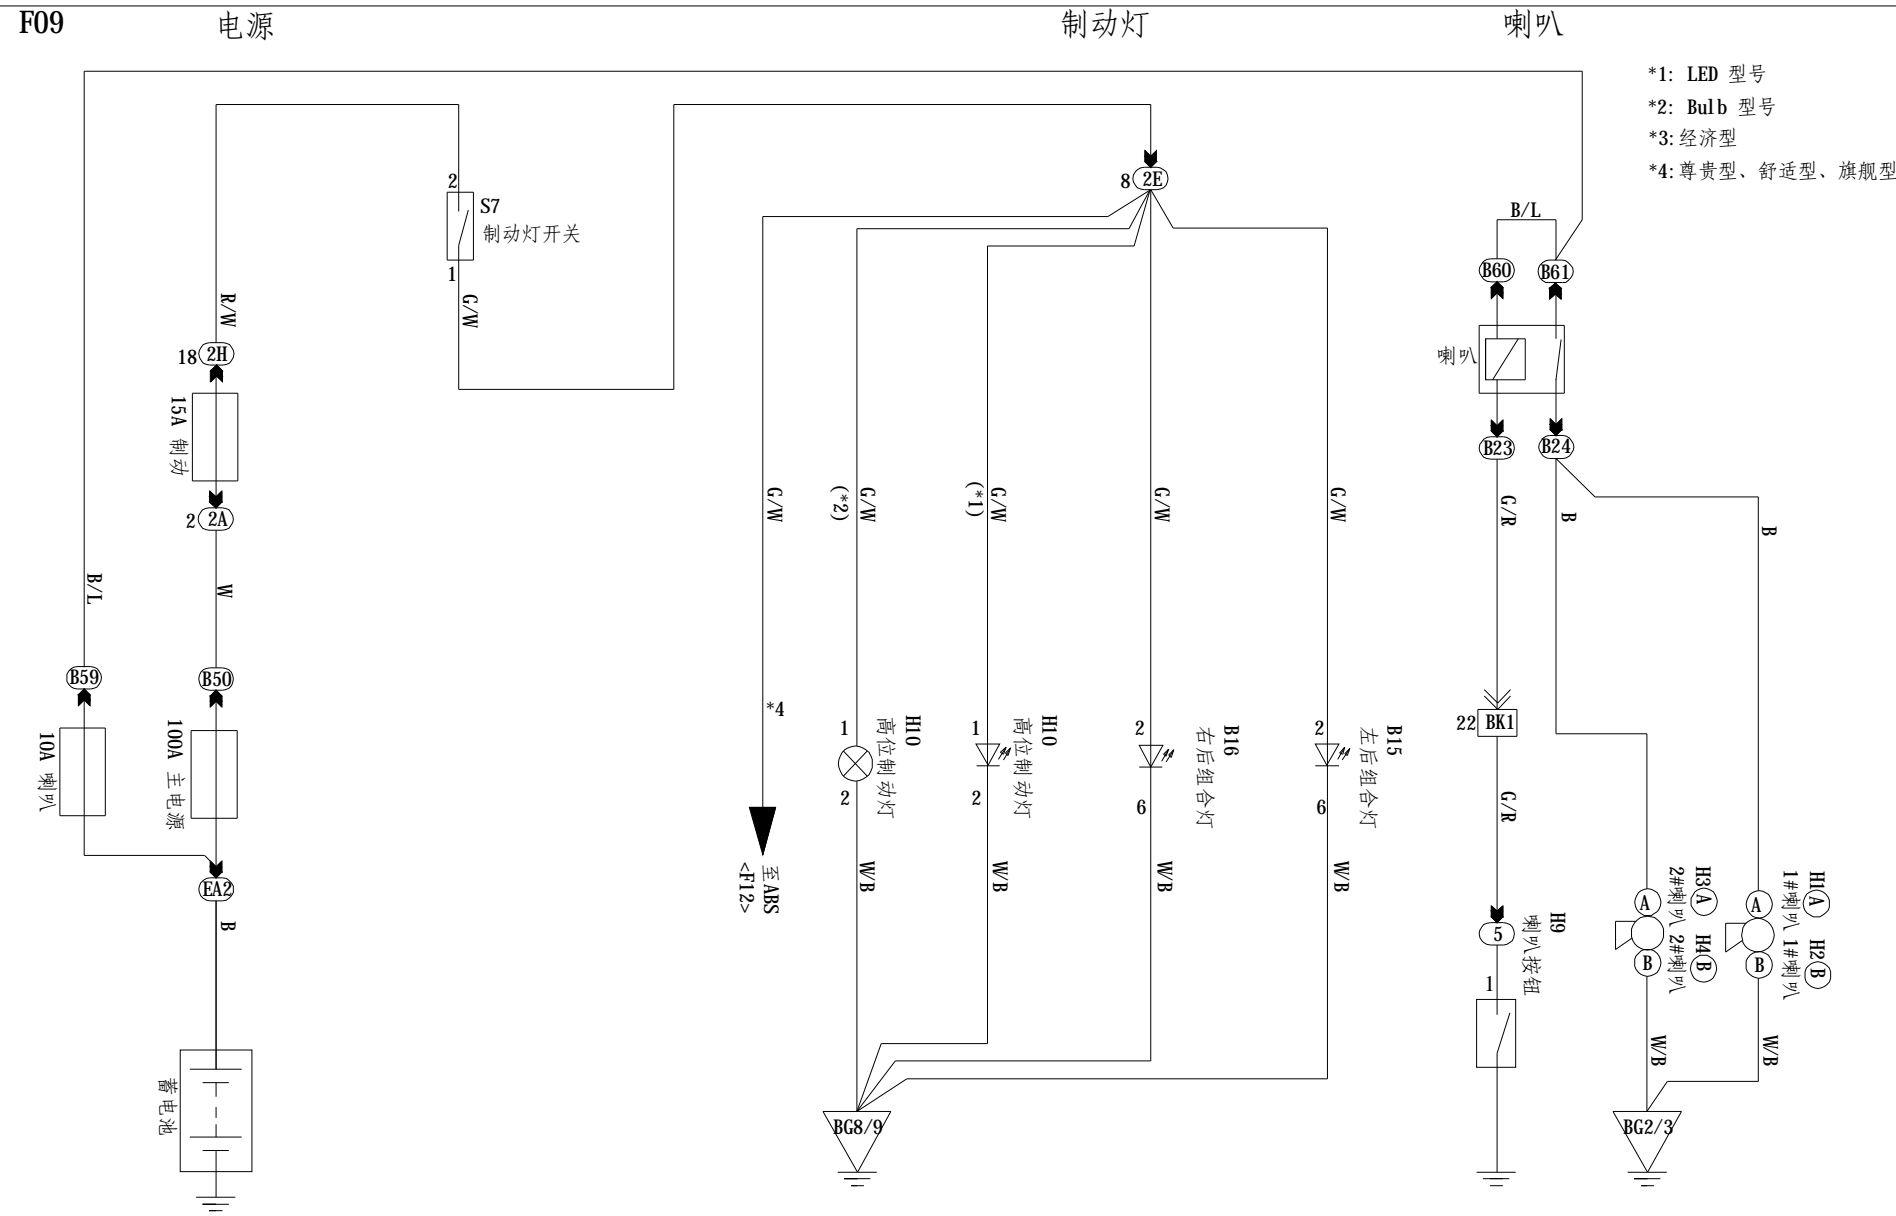 F09
电源
制动灯
喇叭
*1: LED 型号
*2: Bulb 型号
*3:经济型
*4:尊贵型、舒适型、旗舰型
2
S7
制动灯开关
1
G/W
R/W
18
2H
15A 制动
2
2A
W
B/L
B59
10A 喇叭
B50
100A 主电源
EA2
B
蓄电池
8
2E
G/W
*4
至ABS
<F12>
G/W
(*2)
1
H10
高位制动灯
2
W/B
G/W
(*1)
1
H10
高位制动灯
2
W/B
G/W
2
B16
右后组合灯
6
W/B
G/W
2
B15
左后组合灯
6
W/B
BG8/9
B/L
B60
B61
喇叭
B23
B24
G/R
B
B
22
BK1
G/R
H9
喇叭按钮
5
1
A
B
H3 A
2#喇叭
H4 B
2#喇叭
W/B
A
B
H1 A
1#喇叭
H2 B
1#喇叭
W/B
BG2/3